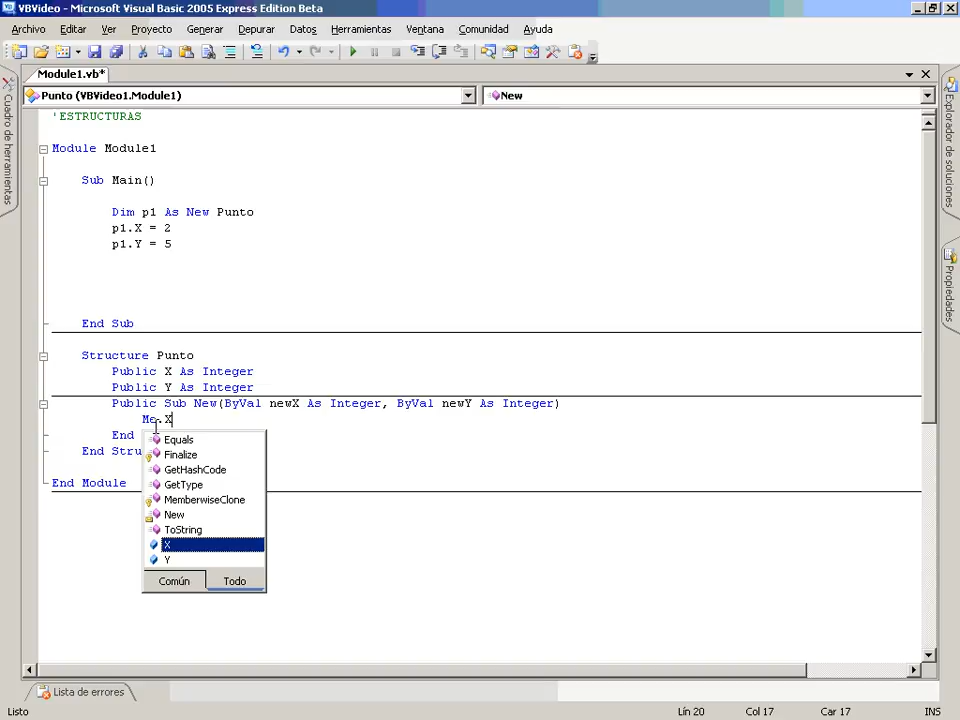 VBVideo - Microsoft Visual Basic 2005 Express Edition Beta
Archivo Editar Ver Proyecto Generar Depurar Datos Herramientas Ventana Comunidad Ayuda
Module1.vb*
Punto (VBVideo1.Module1) New
Cuadro de herramientas
Explorador de soluciones
Propiedades
'ESTRUCTURAS
Module Module1
Sub Main()
Dim p1 As New Punto
p1.X = 2
p1.Y = 5
End Sub
Structure Punto
Public X As Integer
Public Y As Integer
Public Sub New(ByVal newX As Integer, ByVal newY As Integer)
Me.X
End
End Stru
End Module
Equals
Finalize
GetHashCode
GetType
MemberwiseClone
New
ToString
X
Y
Común Todo
Lista de errores
Listo Lín 20 Col 17 Car 17 INS